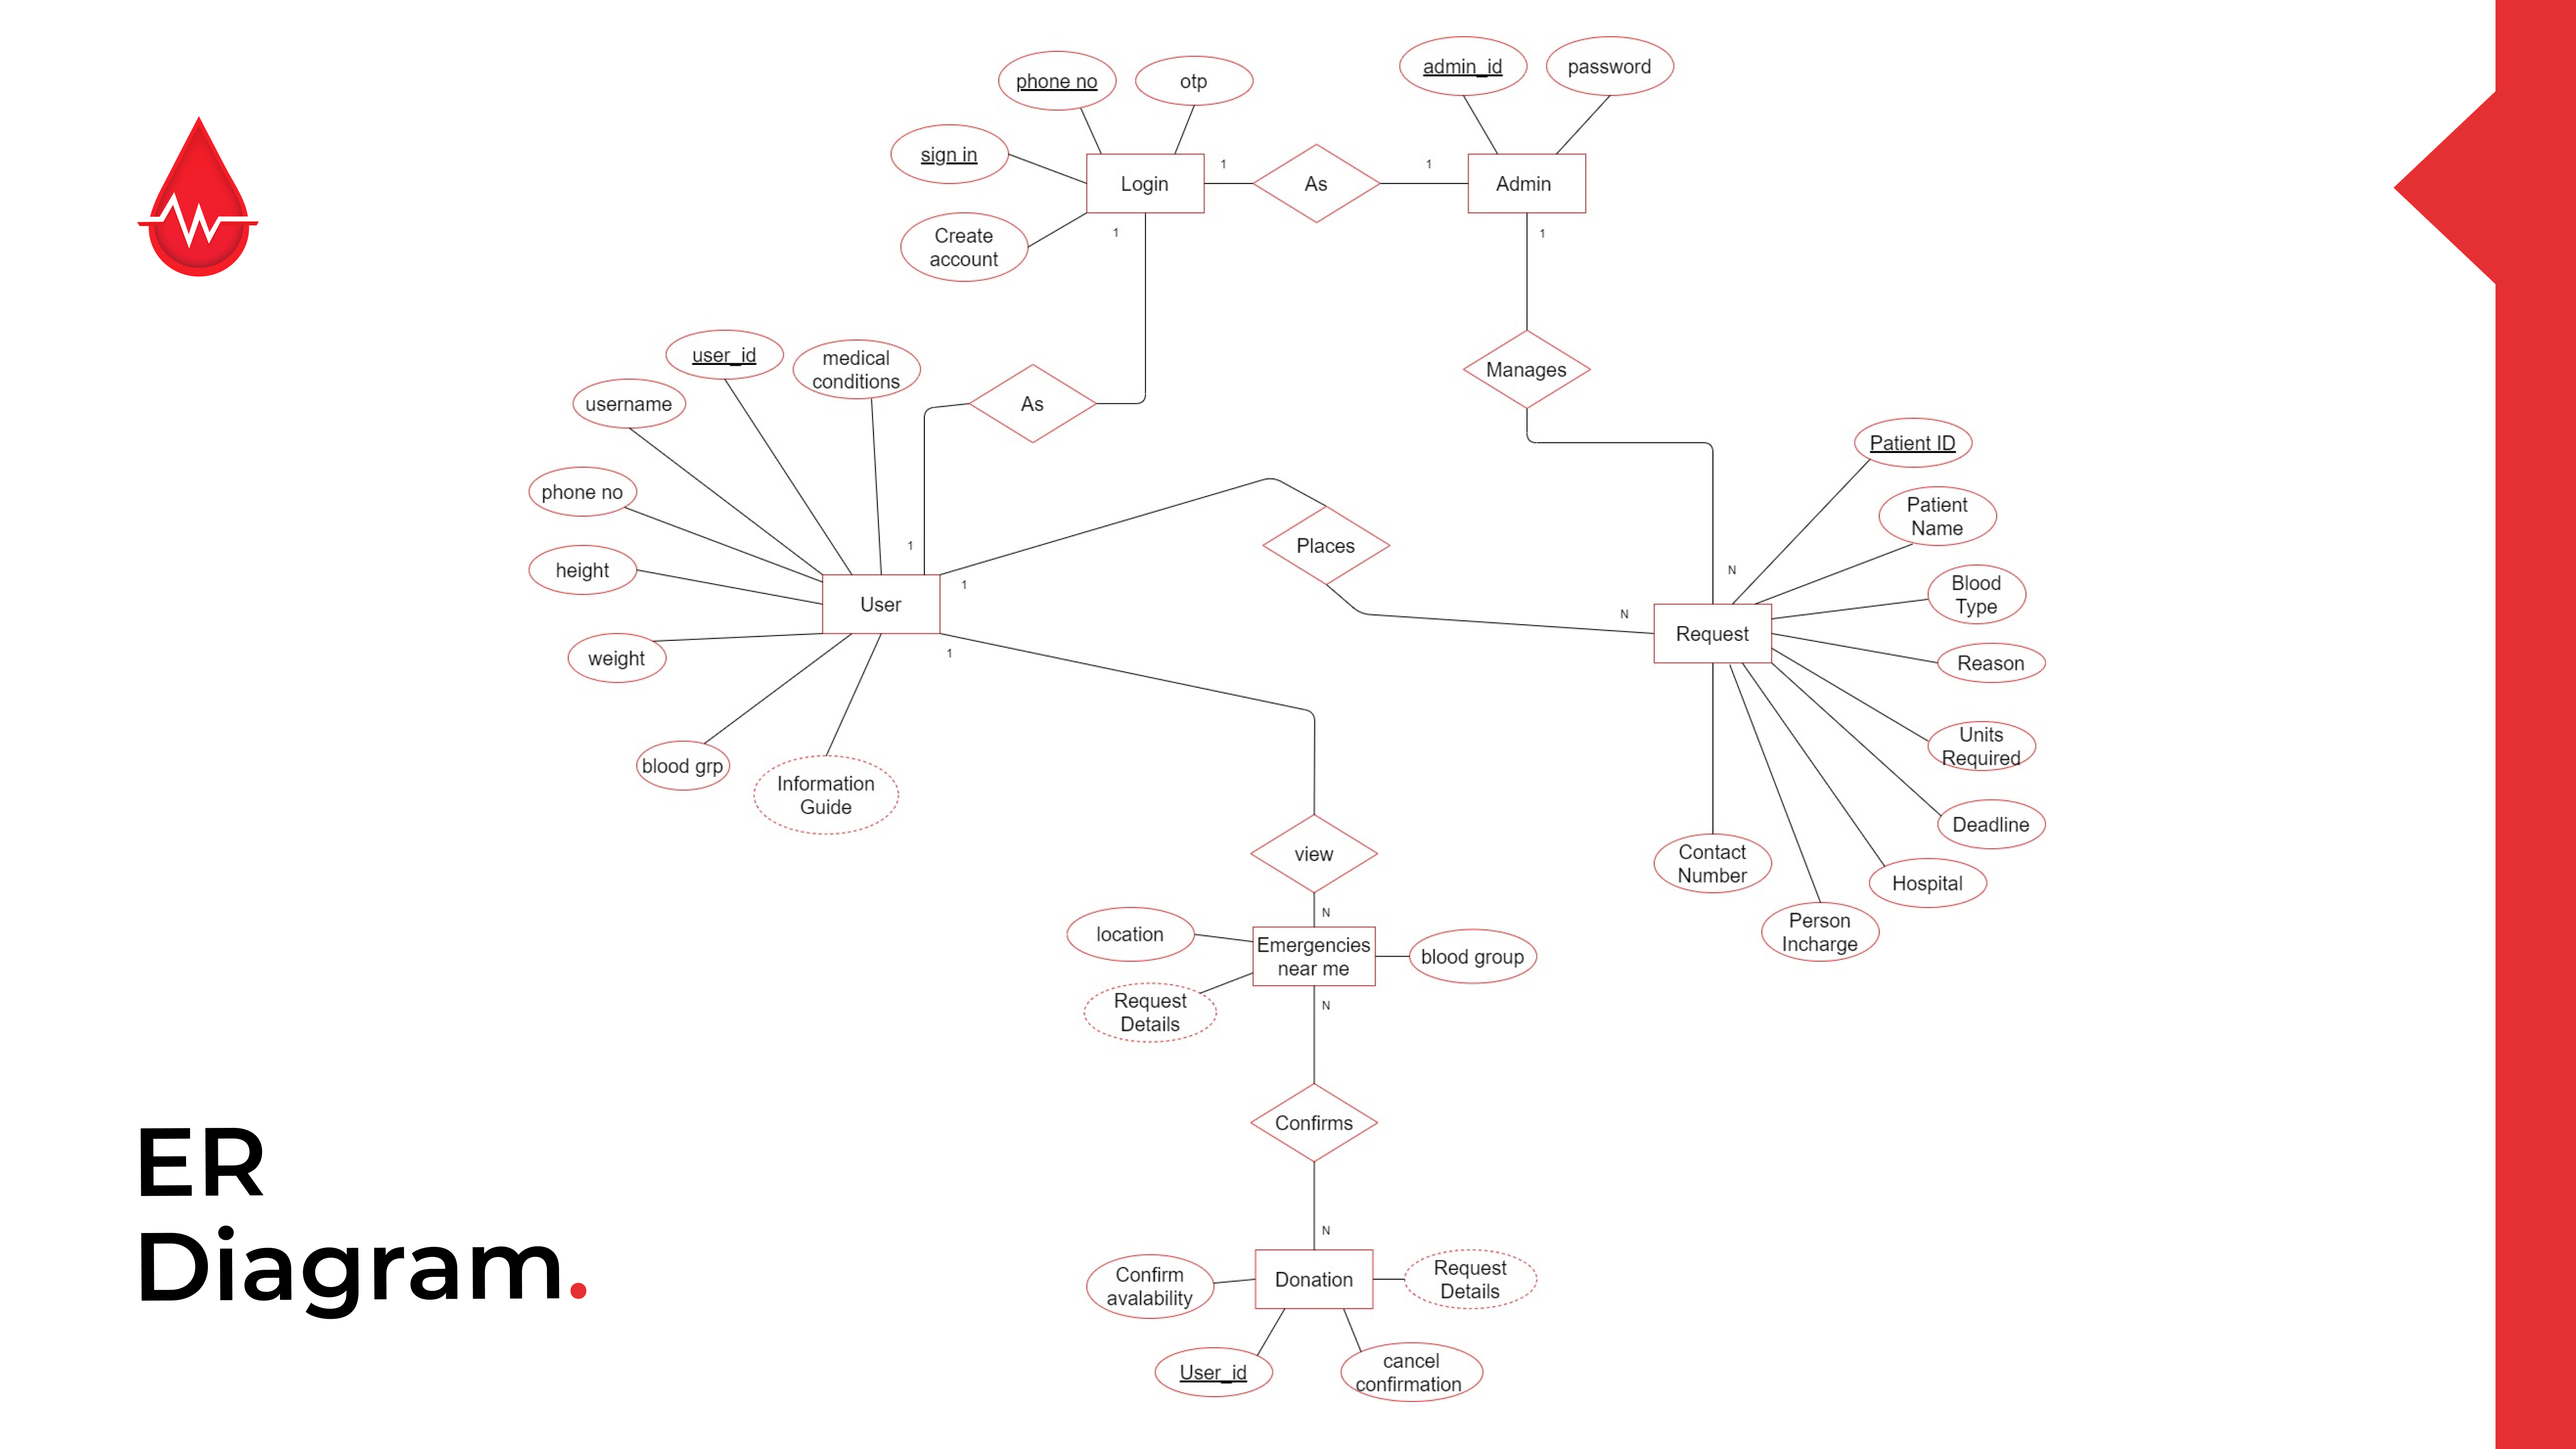 phone no
otp
admin_id
password
sign in
Login
1
As
1
Admin
Create
account
1
1
user_id
medical
conditions
Manages
username
As
Patient ID
phone no
Patient
Name
1
Places
height
1
N
Blood
Type
User
N
Request
weight
1
Reason
Units
Required
blood grp
Information
Guide
Deadline
view
Contact
Number
Hospital
N
Person
Incharge
location
Emergencies
near me
blood group
Request
Details
N
Confirms
ER
Diagram.
N
Confirm
avalability
Donation
Request
Details
User_id
cancel
confirmation